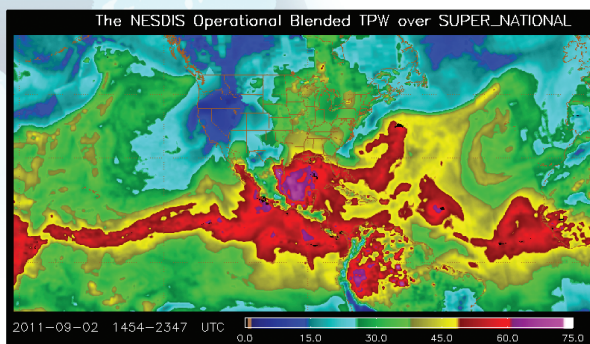 The NESDIS Operational Blended TPW over SUPER_NATIONAL
2011-09-02 1454-2347 UTC
0.0 15.0 30.0 45.0 60.0 75.0